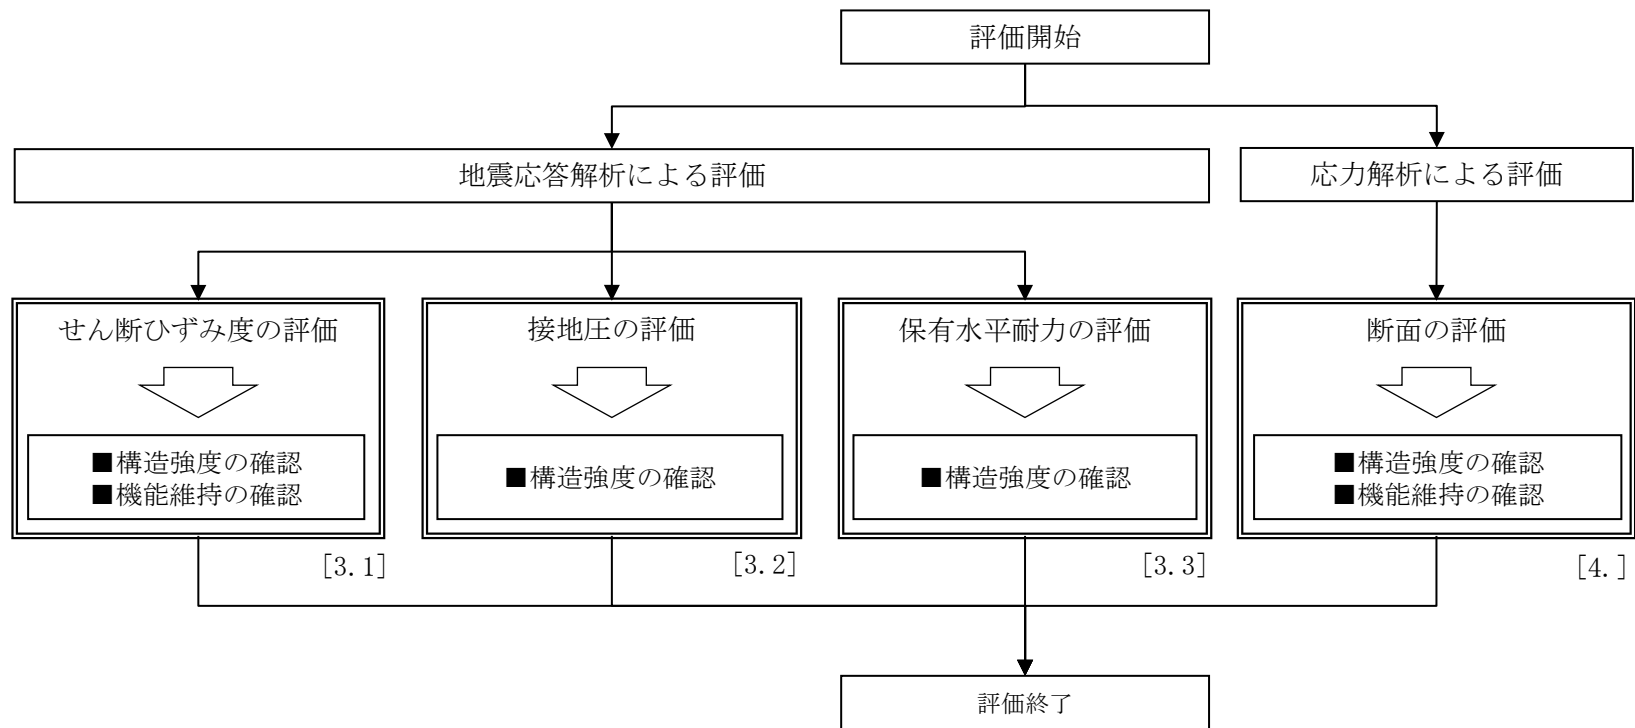 評価開始
地震応答解析による評価
応力解析による評価
せん断ひずみ度の評価
■構造強度の確認
■機能維持の確認
[3.1]
接地圧の評価
■構造強度の確認
[3.2]
保有水平耐力の評価
■構造強度の確認
[3.3]
断面の評価
■構造強度の確認
■機能維持の確認
[4.]
評価終了